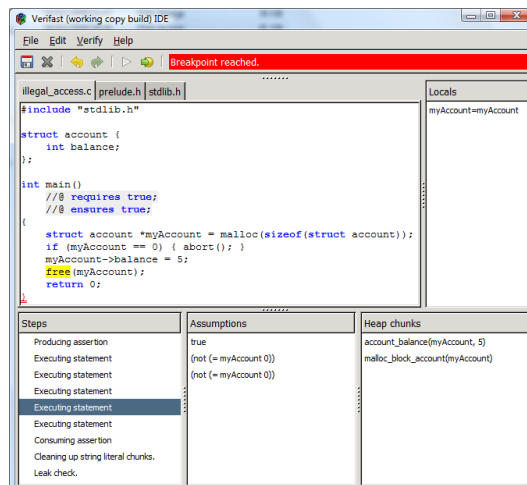 Verifast (working copy build) IDE
File Edit Verify Help
Breakpoint reached.
illegal_access.c prelude.h stdlib.h
#include "stdlib.h"
struct account {
int balance;
};
int main()
//@ requires true;
//@ ensures true;
{
struct account *myAccount = malloc(sizeof(struct account));
if (myAccount == 0) { abort(); }
myAccount->balance = 5;
free(myAccount);
return 0;
}
Locals
myAccount=myAccount
Steps
Producing assertion
Executing statement
Executing statement
Executing statement
Executing statement
Executing statement
Consuming assertion
Cleaning up string literal chunks.
Leak check.
Assumptions
true
(not (= myAccount 0))
(not (= myAccount 0))
Heap chunks
account_balance(myAccount, 5)
malloc_block_account(myAccount)